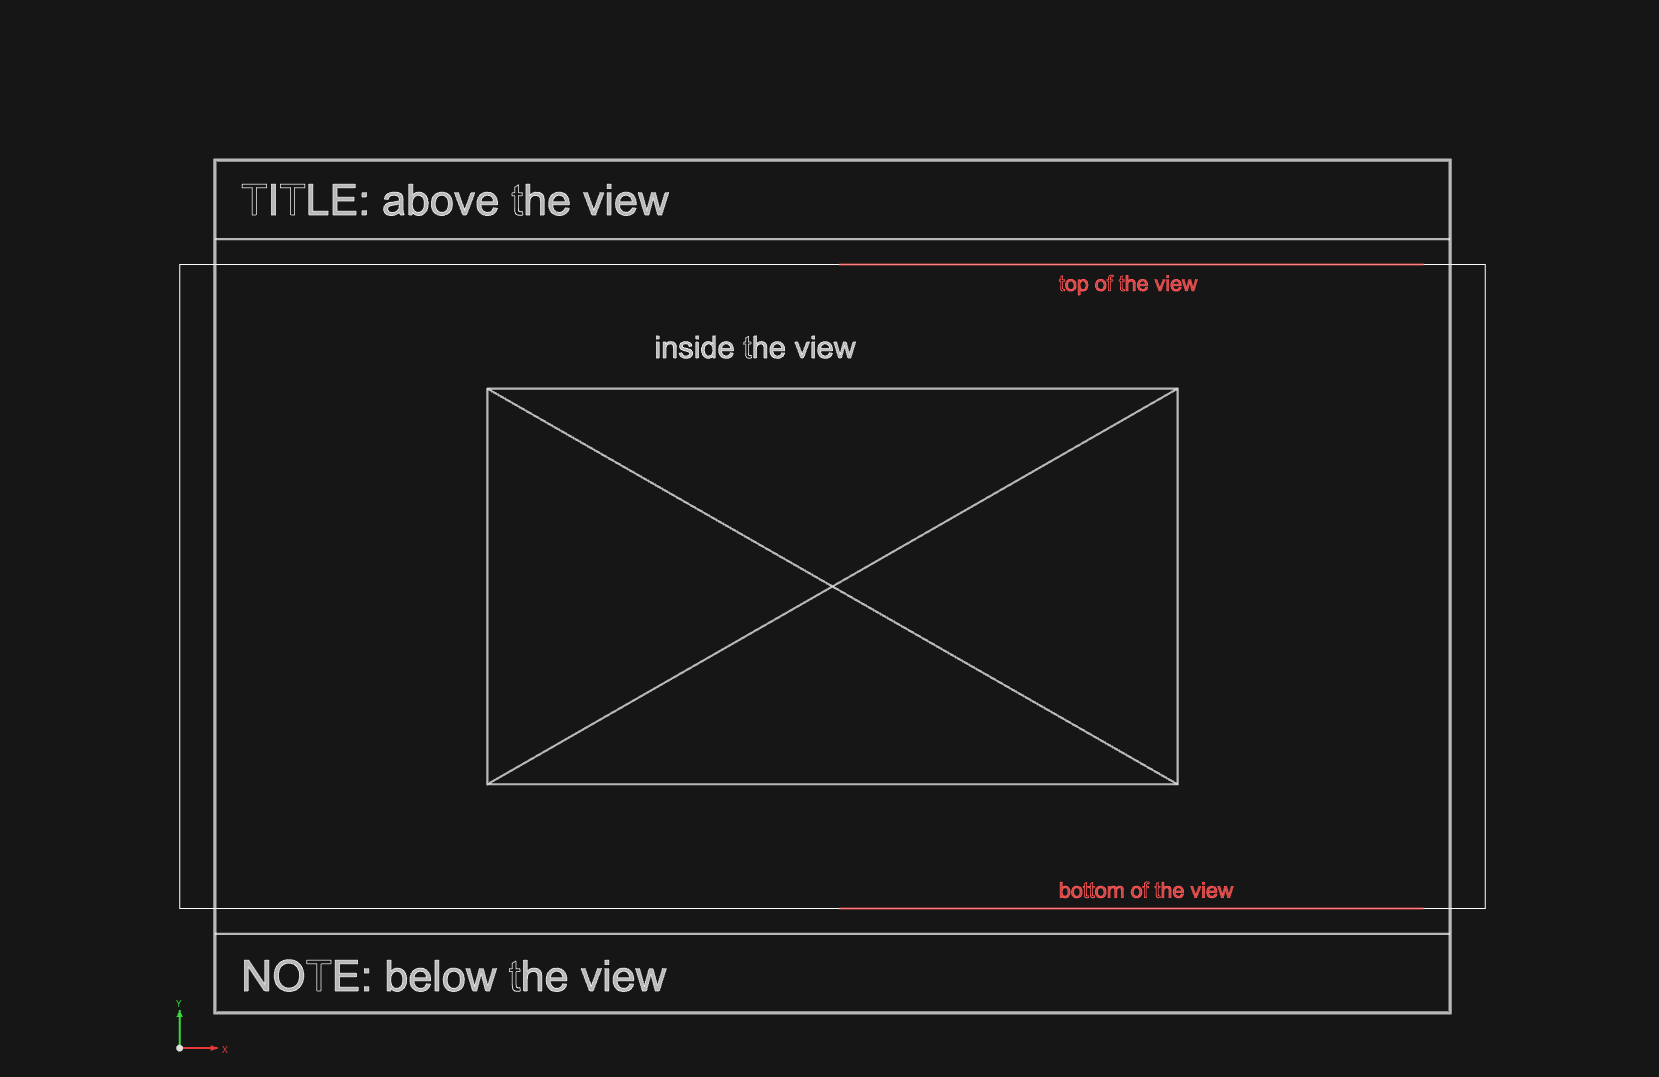 TITLE: above the view
top of the view
inside the view
bottom of the view
NOTE: below the view
Y
X